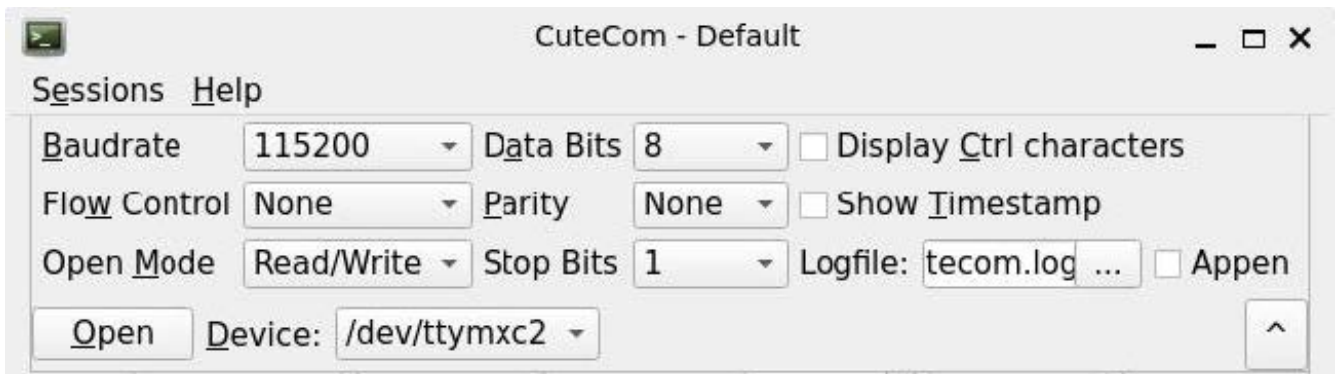 CuteCom - Default
Sessions Help
Baudrate 115200 Data Bits 8 Display Ctrl characters
Flow Control None Parity None Show Timestamp
Open Mode Read/Write Stop Bits 1 Logfile: tecom.log ... Appen
Open Device: /dev/ttymxc2